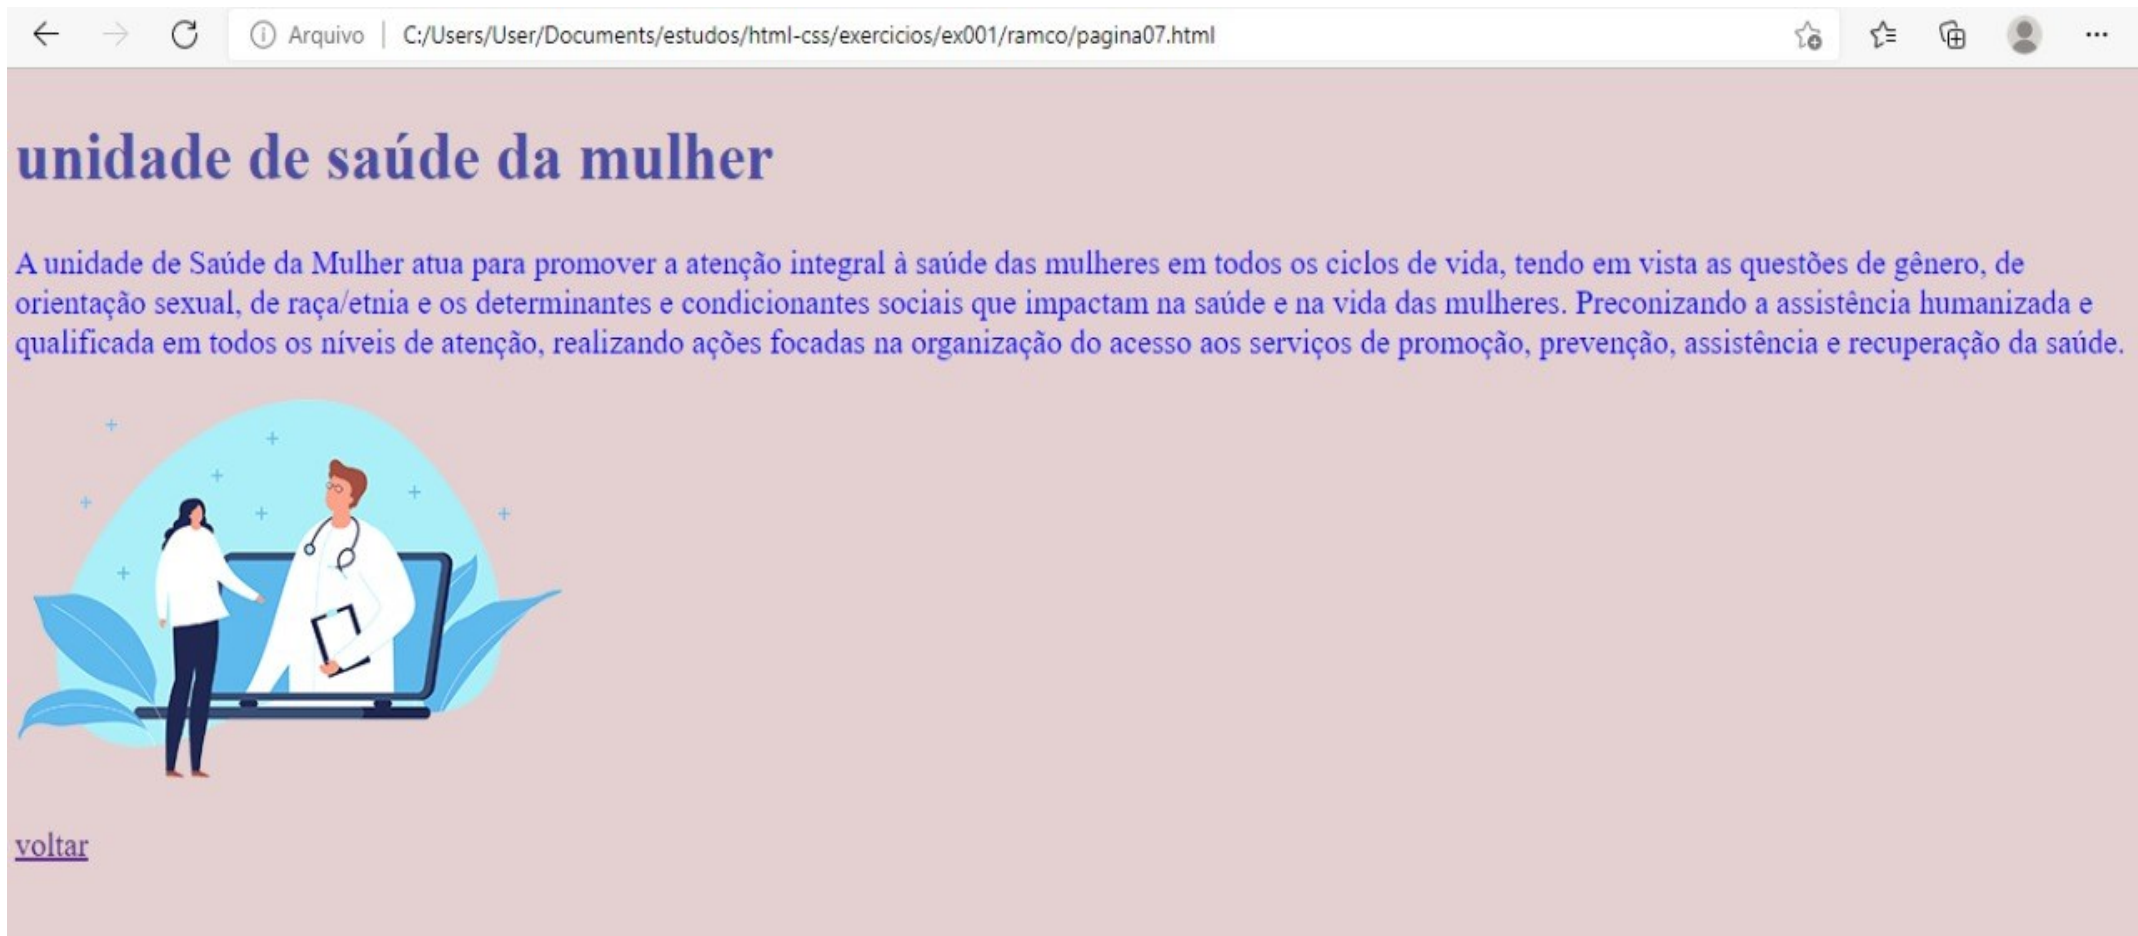 Arquivo | C:/Users/User/Documents/estudos/html-css/exercicios/ex001/ramco/pagina07.html
unidade de saúde da mulher
A unidade de Saúde da Mulher atua para promover a atenção integral à saúde das mulheres em todos os ciclos de vida, tendo em vista as questões de gênero, de
orientação sexual, de raça/etnia e os determinantes e condicionantes sociais que impactam na saúde e na vida das mulheres. Preconizando a assistência humanizada e
qualificada em todos os níveis de atenção, realizando ações focadas na organização do acesso aos serviços de promoção, prevenção, assistência e recuperação da saúde.
voltar